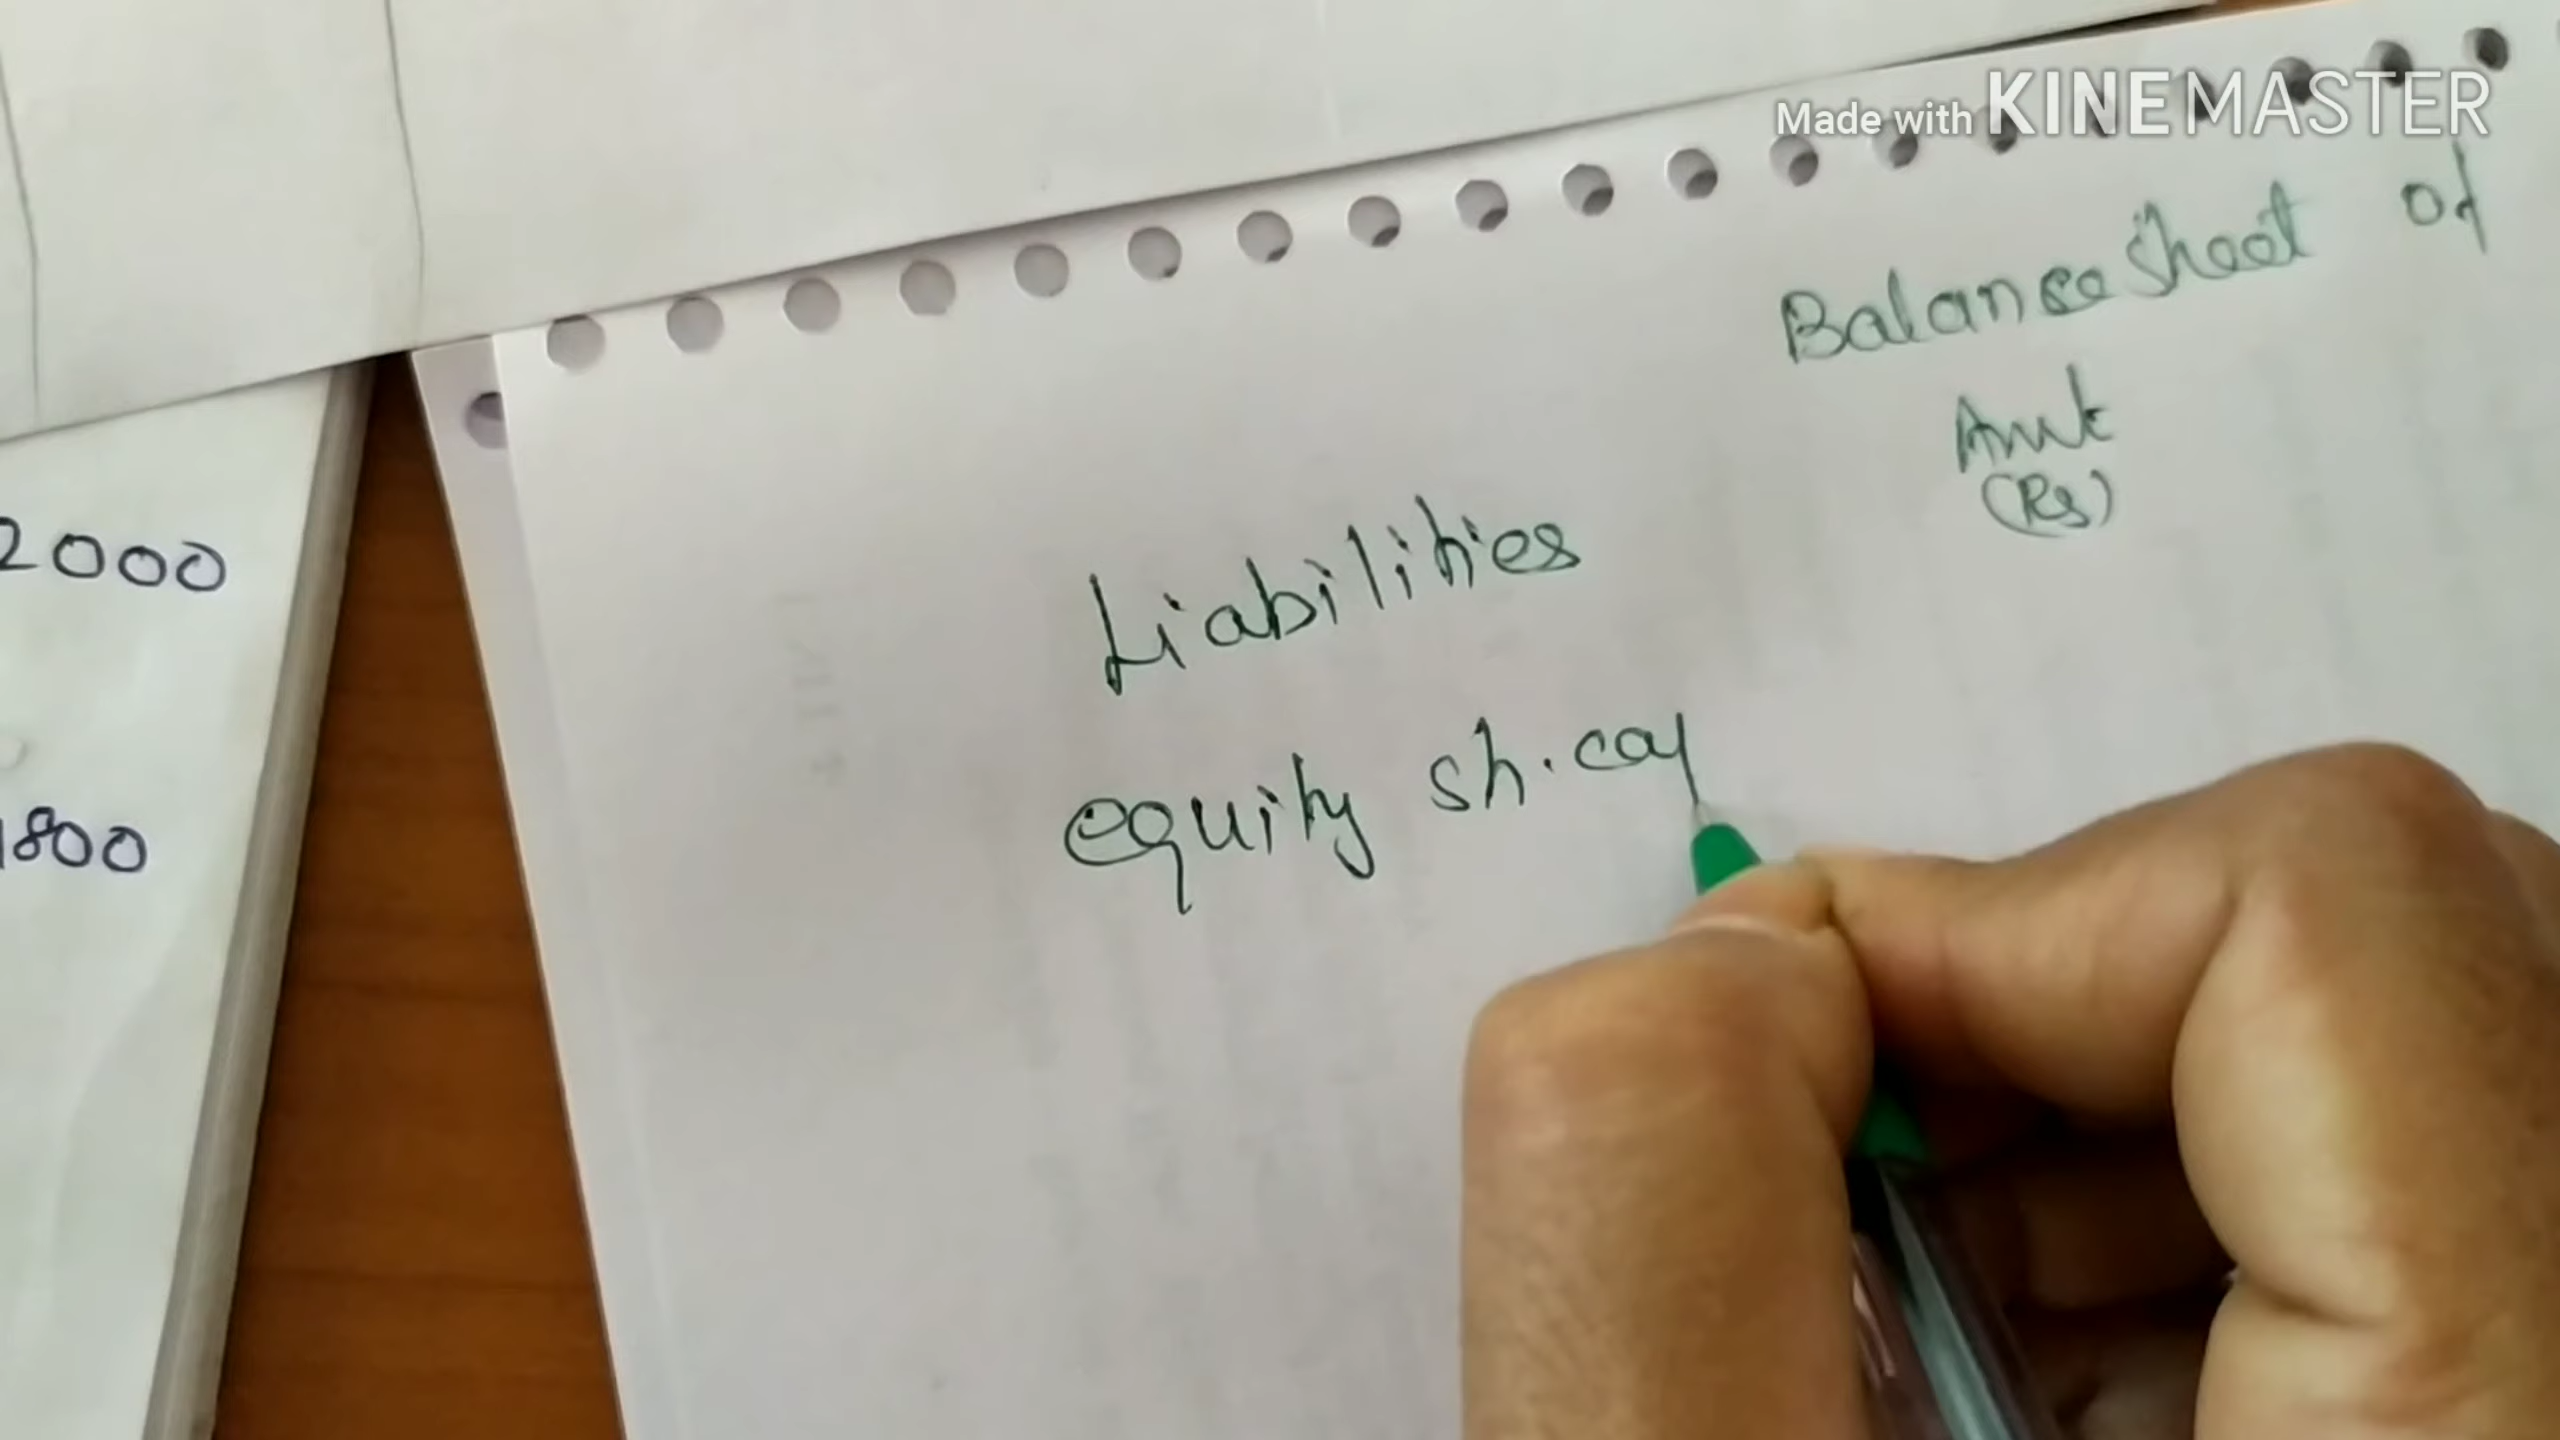 Made with KINEMASTER
Balance Sheet of
Amt
(Rs)
Liabilities
equity sh. cap
2000
1800